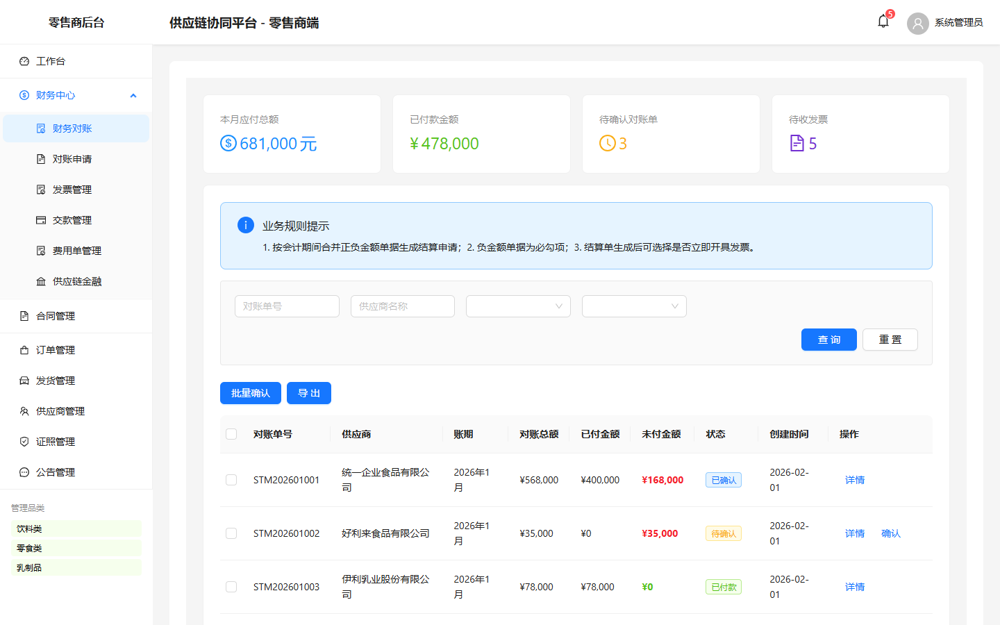 零售商后台
供应链协同平台 - 零售商端
5
系统管理员
工作台
财务中心
财务对账
对账申请
发票管理
交款管理
费用单管理
供应链金融
合同管理
订单管理
发货管理
供应商管理
证照管理
公告管理
管理品类
饮料类
零食类
乳制品
本月应付总额
681,000 元
已付款金额
¥ 478,000
待确认对账单
3
待收发票
5
业务规则提示
1. 按会计期间合并正负金额单据生成结算申请；2. 负金额单据为必勾项；3. 结算单生成后可选择是否立即开具发票。
对账单号
供应商名称
查 询
重 置
批量确认
导 出
对账单号 供应商 账期 对账总额 已付金额 未付金额 状态 创建时间 操作
STM202601001 统一企业食品有限公司 2026年1月 ¥568,000 ¥400,000 ¥168,000 已确认 2026-02-01 详情
STM202601002 好利来食品有限公司 2026年1月 ¥35,000 ¥0 ¥35,000 待确认 2026-02-01 详情 确认
STM202601003 伊利乳业股份有限公司 2026年1月 ¥78,000 ¥78,000 ¥0 已付款 2026-02-01 详情